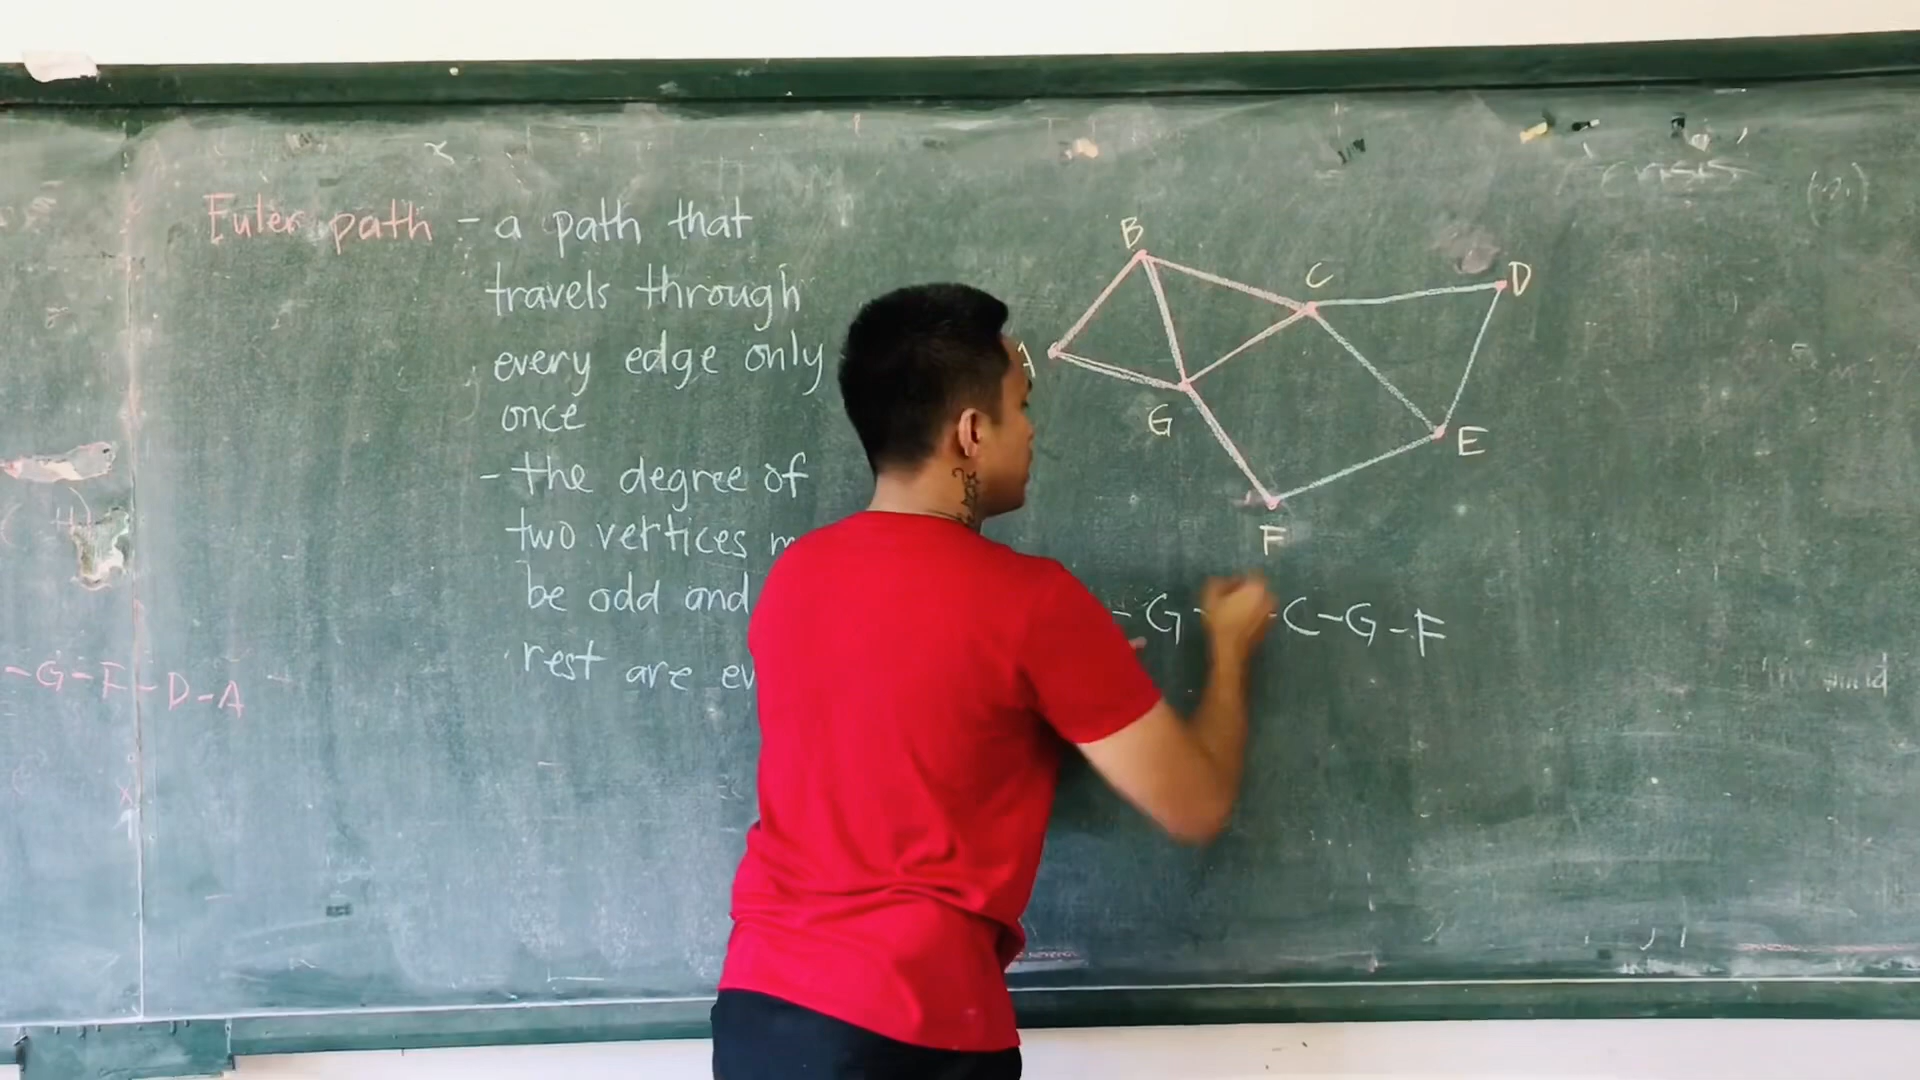 Euler path - a path that
travels through
every edge only
once
- the degree of
two vertices m
be odd and
rest are ev
-G-F-D-A
B
C
D
A
G
E
F
-G
-C-G-F